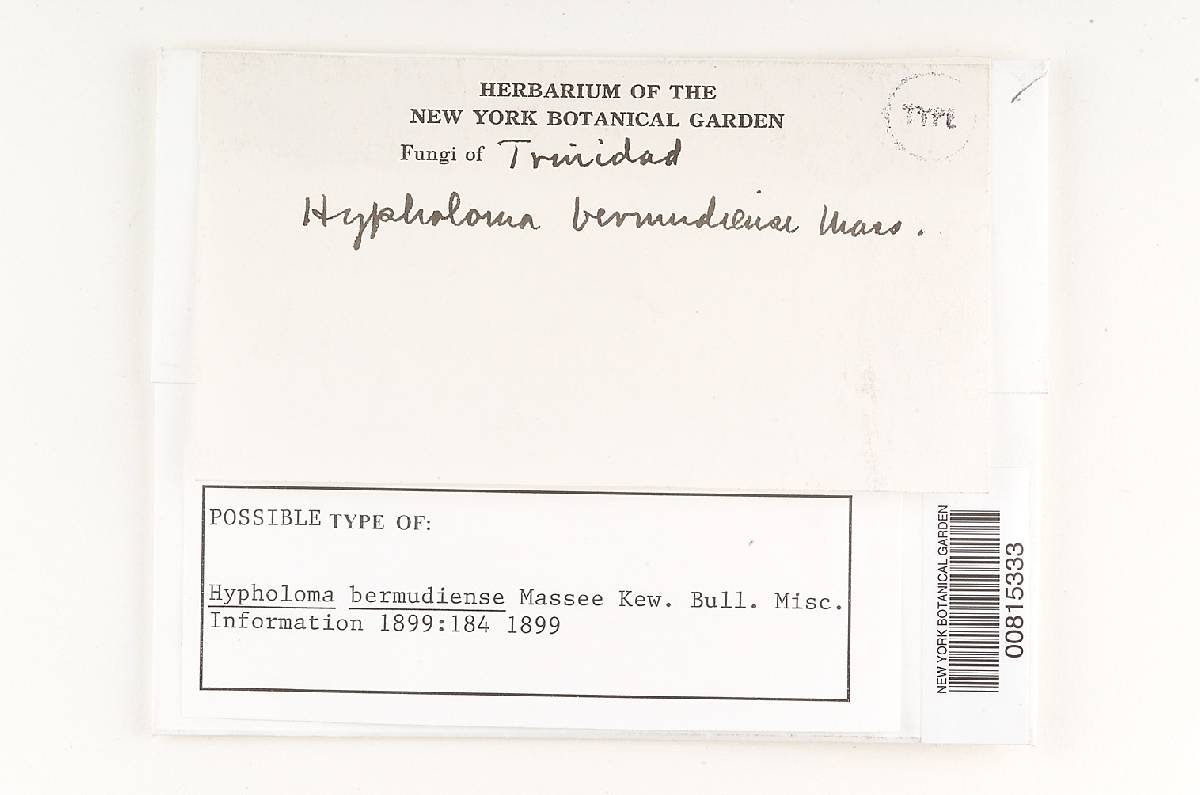 HERBARIUM OF THE
NEW YORK BOTANICAL GARDEN
TYPE
Fungi of Trinidad
Hypholoma bermudiense Mass.
POSSIBLE TYPE OF:
Hypholoma bermudiense Massee Kew. Bull. Misc.
Information 1899:184 1899
NEW YORK BOTANICAL GARDEN
00815333